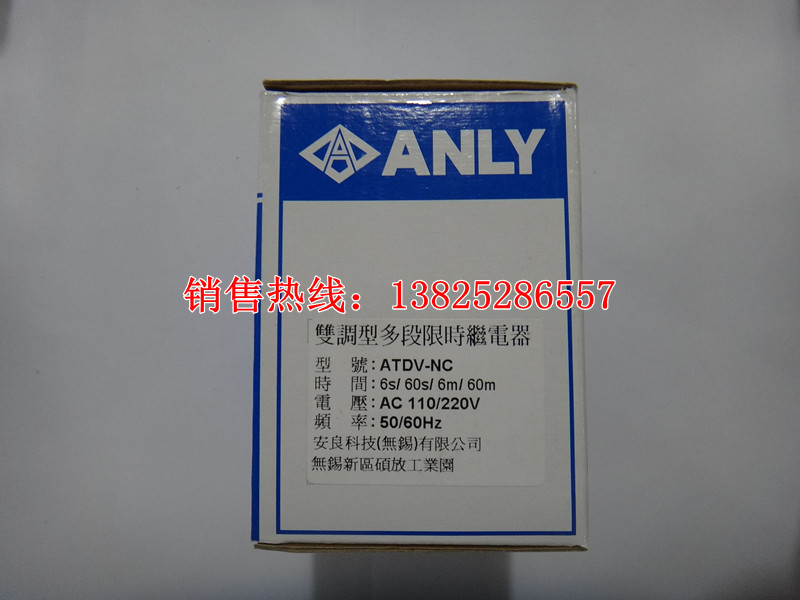 ANLY
销售热线：13825286557
雙調型多段限時繼電器
型 號：ATDV-NC
時 間：6s/ 60s/ 6m/ 60m
電 壓：AC 110/220V
頻 率：50/60Hz
安良科技(無錫)有限公司
無錫新區碩放工業園